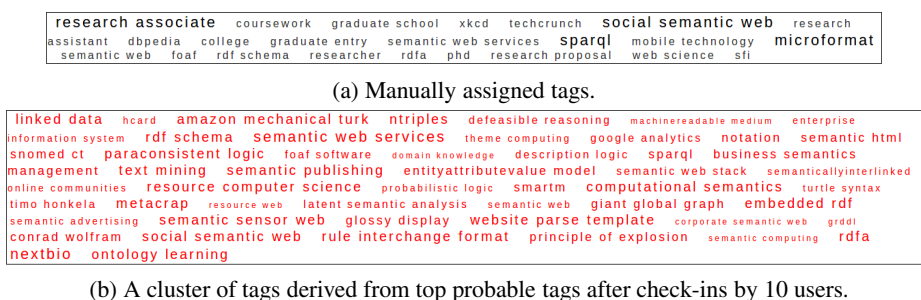 research associate coursework graduate school xkcd techcrunch social semantic web research
assistant dbpedia college graduate entry semantic web services sparql mobile technology microformat
semantic web foaf rdf schema researcher rdfa phd research proposal web science sfi
(a) Manually assigned tags.
linked data hcard amazon mechanical turk ntriples defeasible reasoning machinereadable medium enterprise
information system rdf schema semantic web services theme computing google analytics notation semantic html
snomed ct paraconsistent logic foaf software domain knowledge description logic sparql business semantics
management text mining semantic publishing entityattributevalue model semantic web stack semanticallyinterlinked
online communities resource computer science probabilistic logic smartm computational semantics turtle syntax
timo honkela metacrap resource web latent semantic analysis semantic web giant global graph embedded rdf
semantic advertising semantic sensor web glossy display website parse template corporate semantic web grddl
conrad wolfram social semantic web rule interchange format principle of explosion semantic computing rdfa
nextbio ontology learning
(b) A cluster of tags derived from top probable tags after check-ins by 10 users.